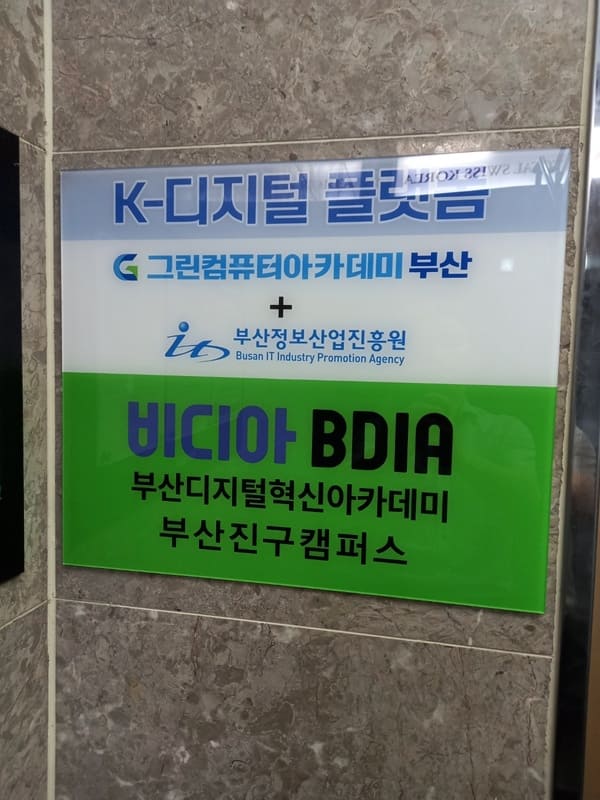 K-디지털 플랫폼
그린컴퓨터아카데미 부산
+
부산정보산업진흥원
Busan IT Industry Promotion Agency
비디아 BDIA
부산디지털혁신아카데미
부산진구캠퍼스